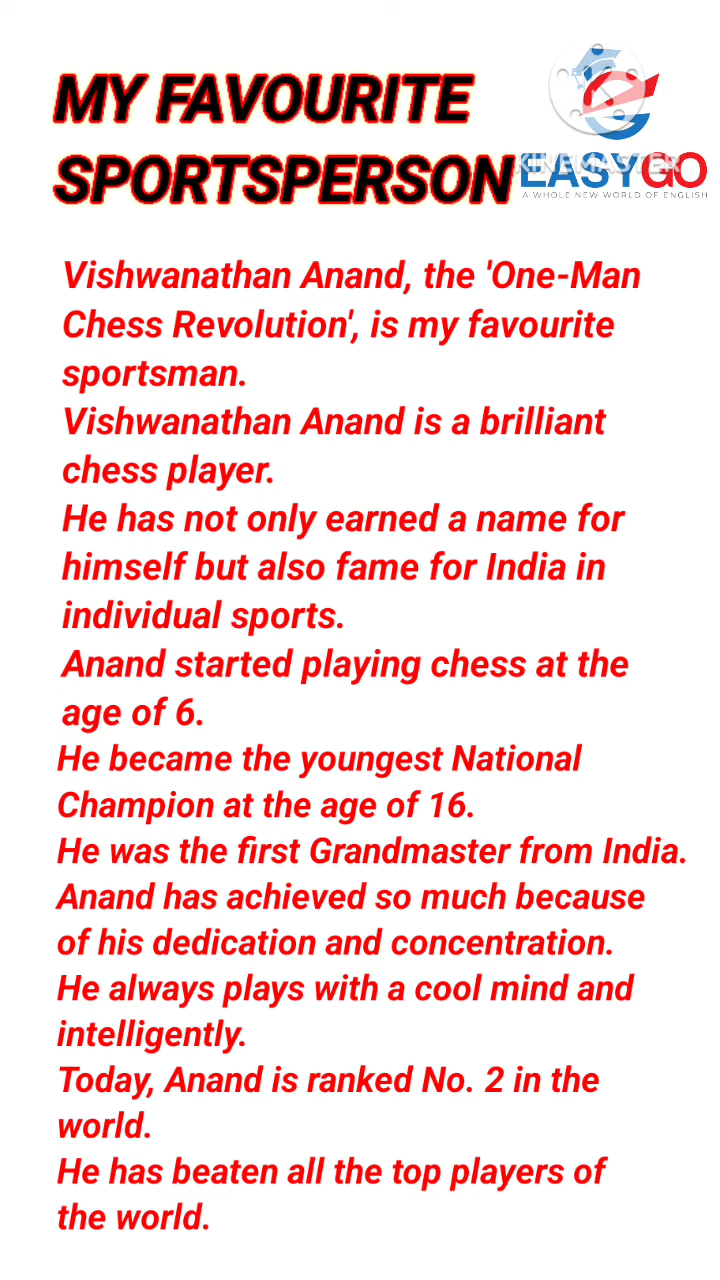 MY FAVOURITE
SPORTSPERSON
KINEMASTER
EASYGO
A WHOLE NEW WORLD OF ENGLISH
Vishwanathan Anand, the 'One-Man
Chess Revolution', is my favourite
sportsman.
Vishwanathan Anand is a brilliant
chess player.
He has not only earned a name for
himself but also fame for India in
individual sports.
Anand started playing chess at the
age of 6.
He became the youngest National
Champion at the age of 16.
He was the first Grandmaster from India.
Anand has achieved so much because
of his dedication and concentration.
He always plays with a cool mind and
intelligently.
Today, Anand is ranked No. 2 in the
world.
He has beaten all the top players of
the world.